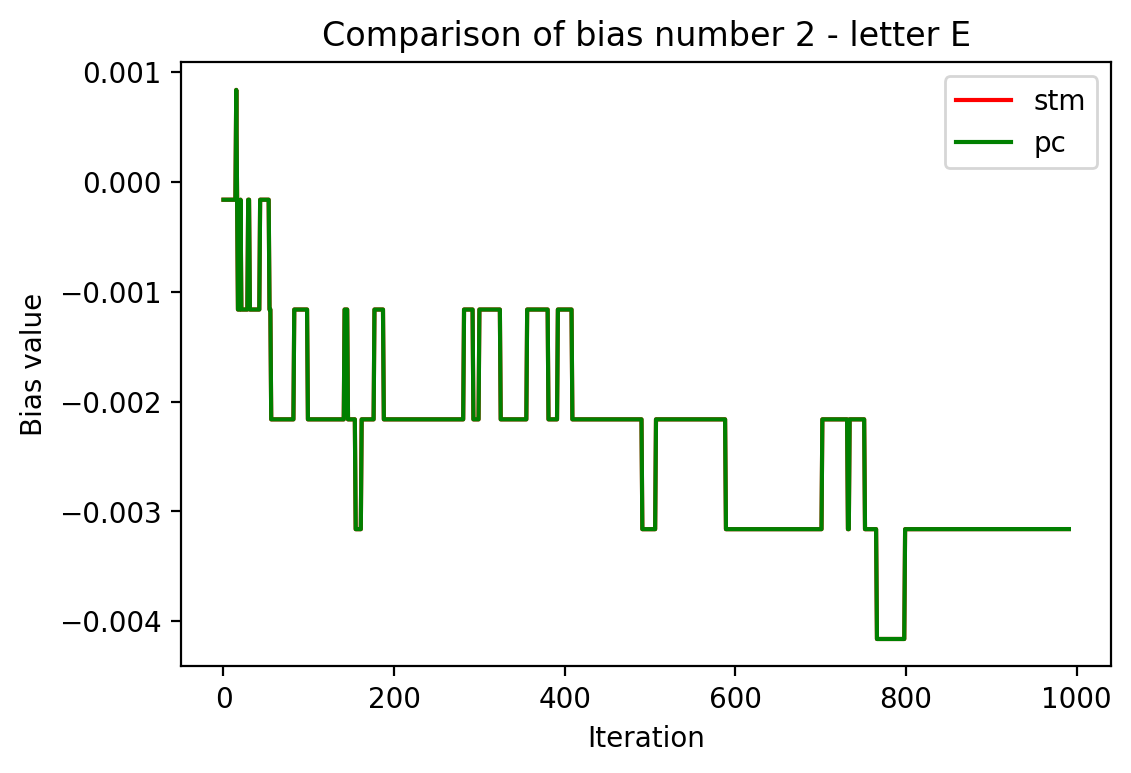 Comparison of bias number 2 - letter E
stm
pc
0.001
0.000
−0.001
−0.002
−0.003
−0.004
Bias value
0 200 400 600 800 1000
Iteration